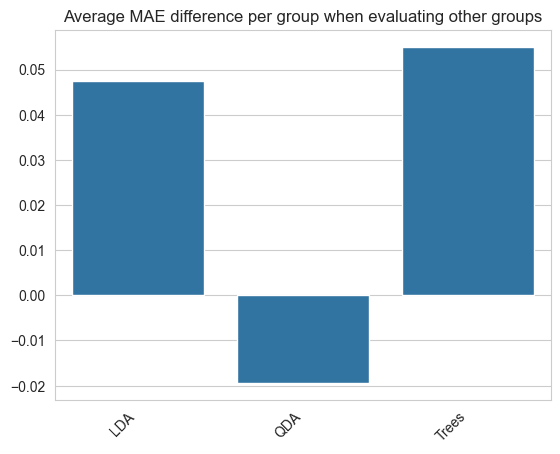 Average MAE difference per group when evaluating other groups
0.05
0.04
0.03
0.02
0.01
0.00
−0.01
−0.02
LDA
QDA
Trees